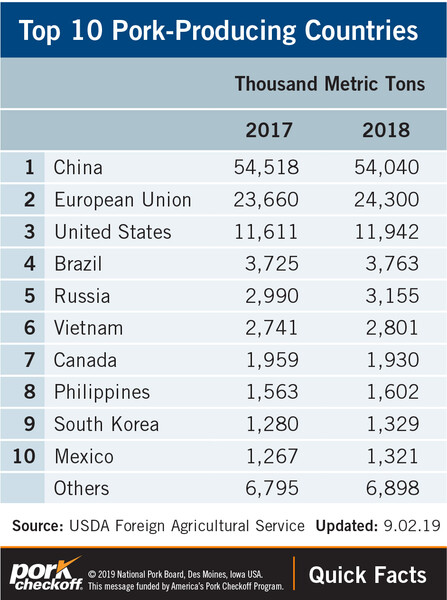 Top 10 Pork-Producing Countries
Thousand Metric Tons
2017 2018
1 China 54,518 54,040
2 European Union 23,660 24,300
3 United States 11,611 11,942
4 Brazil 3,725 3,763
5 Russia 2,990 3,155
6 Vietnam 2,741 2,801
7 Canada 1,959 1,930
8 Philippines 1,563 1,602
9 South Korea 1,280 1,329
10 Mexico 1,267 1,321
Others 6,795 6,898
Source: USDA Foreign Agricultural Service Updated: 9.02.19
pork
checkoff.
© 2019 National Pork Board, Des Moines, Iowa USA.
This message funded by America's Pork Checkoff Program.
Quick Facts